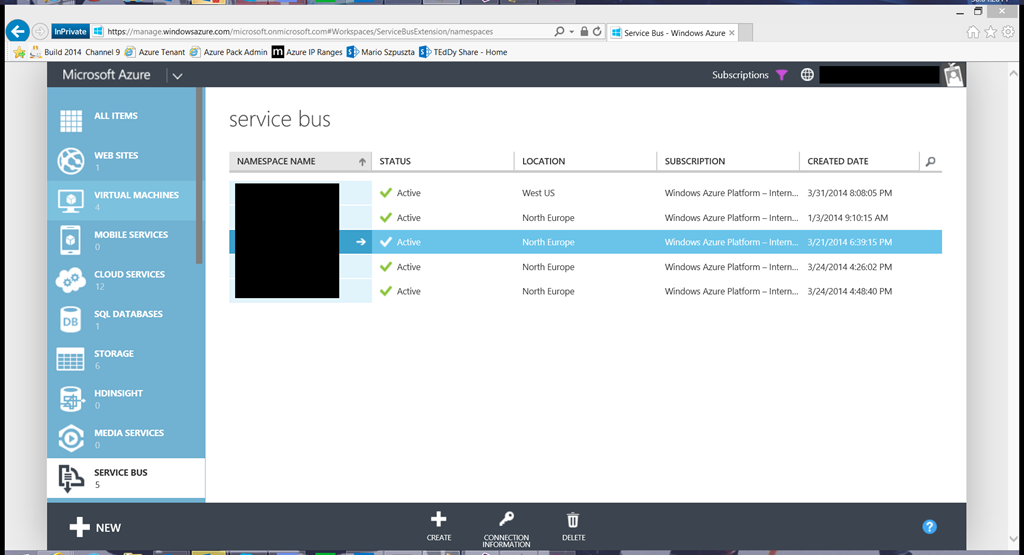 InPrivate
https://manage.windowsazure.com/microsoft.onmicrosoft.com#Workspaces/ServiceBusExtension/namespaces
Service Bus - Windows Azure
Build 2014 Channel 9
Azure Tenant
Azure Pack Admin
m Azure IP Ranges
Mario Szpuszta
TEdDy Share - Home
Microsoft Azure
Subscriptions
ALL ITEMS
WEB SITES
1
VIRTUAL MACHINES
4
MOBILE SERVICES
0
CLOUD SERVICES
12
DB
SQL DATABASES
1
STORAGE
6
HDINSIGHT
0
MEDIA SERVICES
0
SERVICE BUS
5
service bus
NAMESPACE NAME STATUS LOCATION SUBSCRIPTION CREATED DATE
Active West US Windows Azure Platform – Intern... 3/31/2014 8:08:05 PM
Active North Europe Windows Azure Platform – Intern... 1/3/2014 9:10:15 AM
Active North Europe Windows Azure Platform – Intern... 3/21/2014 6:39:15 PM
Active North Europe Windows Azure Platform – Intern... 3/24/2014 4:26:02 PM
Active North Europe Windows Azure Platform – Intern... 3/24/2014 4:48:40 PM
NEW
CREATE
CONNECTION
INFORMATION
DELETE
?